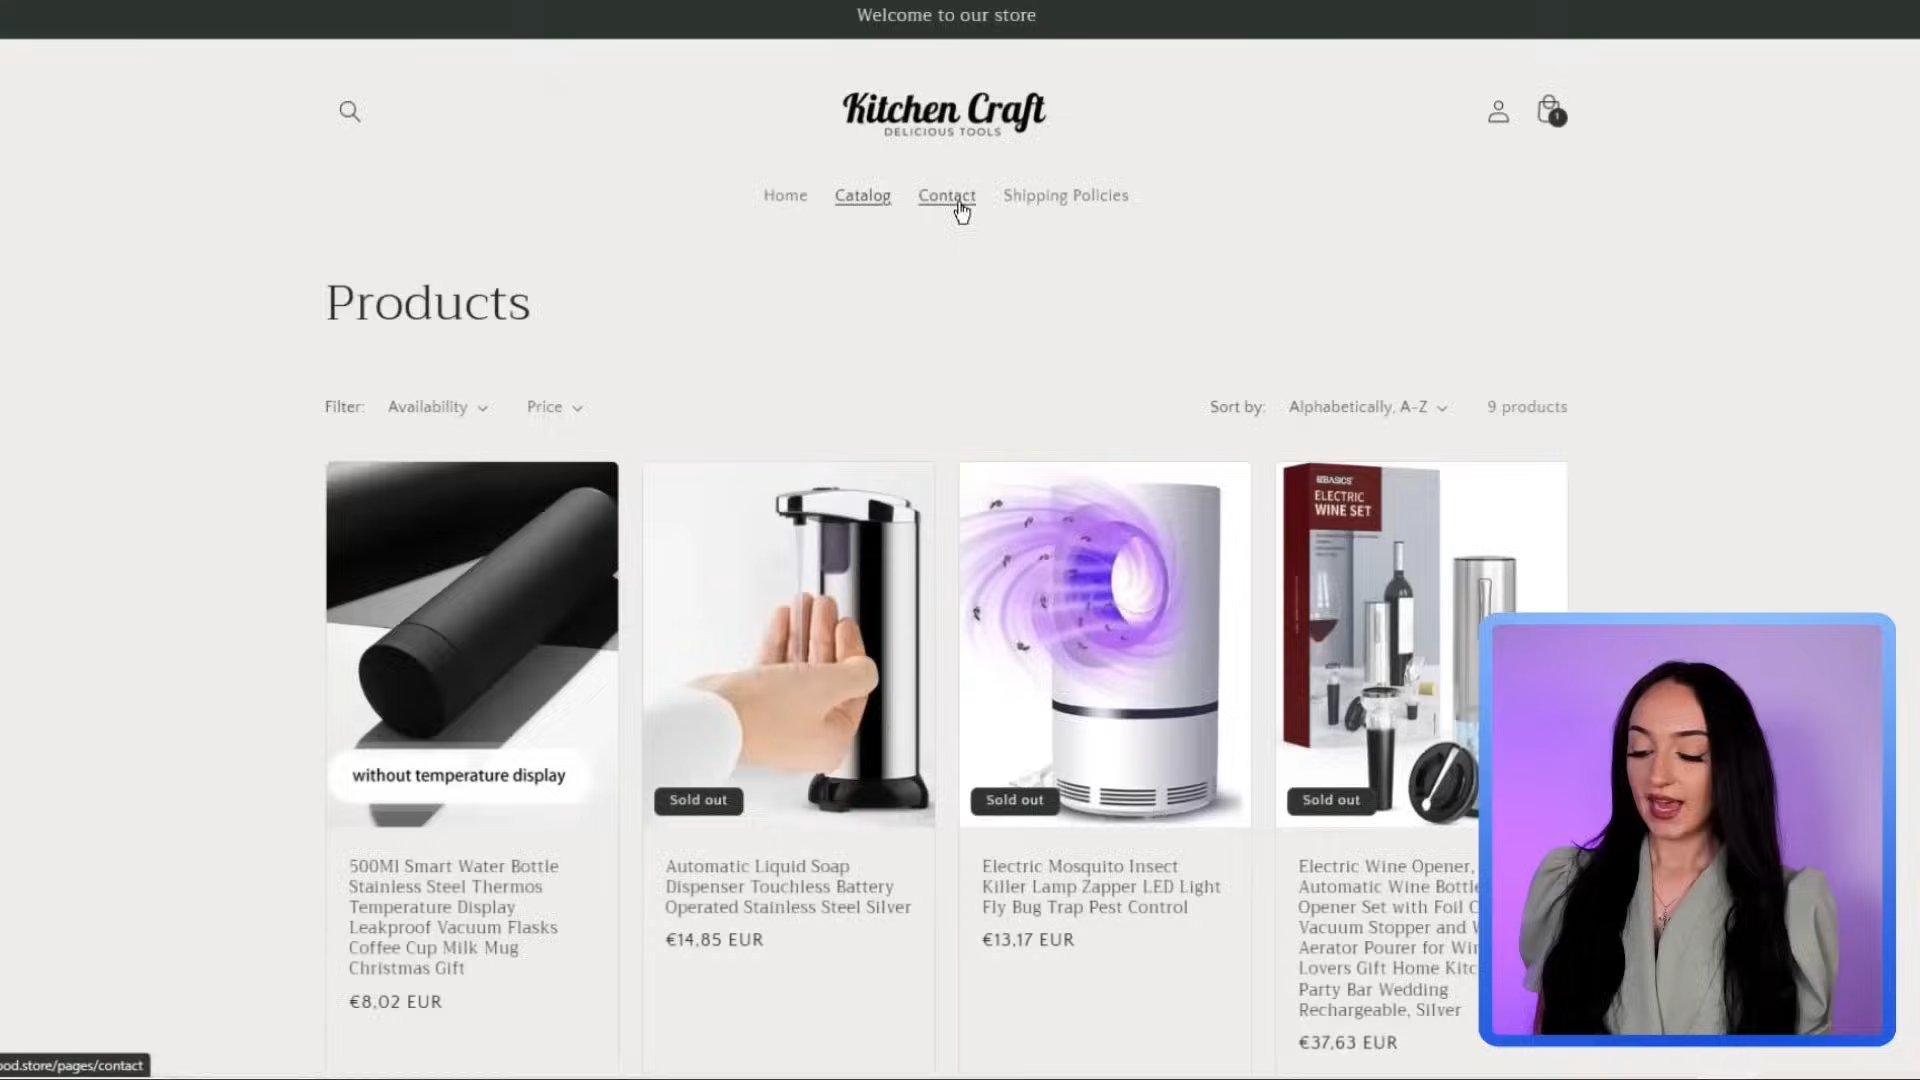 Welcome to our store
Kitchen Craft
DELICIOUS TOOLS
1
Home Catalog Contact Shipping Policies
Products
Filter: Availability Price
Sort by: Alphabetically, A-Z 9 products
BASICS
ELECTRIC
WINE SET
without temperature display
Sold out
Sold out
Sold out
500Ml Smart Water Bottle
Stainless Steel Thermos
Temperature Display
Leakproof Vacuum Flasks
Coffee Cup Milk Mug
Christmas Gift
€8,02 EUR
Automatic Liquid Soap
Dispenser Touchless Battery
Operated Stainless Steel Silver
€14,85 EUR
Electric Mosquito Insect
Killer Lamp Zapper LED Light
Fly Bug Trap Pest Control
€13,17 EUR
Electric Wine Opener,
Automatic Wine Bottle
Opener Set with Foil C
Vacuum Stopper and
Aerator Pourer for Wi
Lovers Gift Home Kitc
Party Bar Wedding
Rechargeable, Silver
€37,63 EUR
ood.store/pages/contact